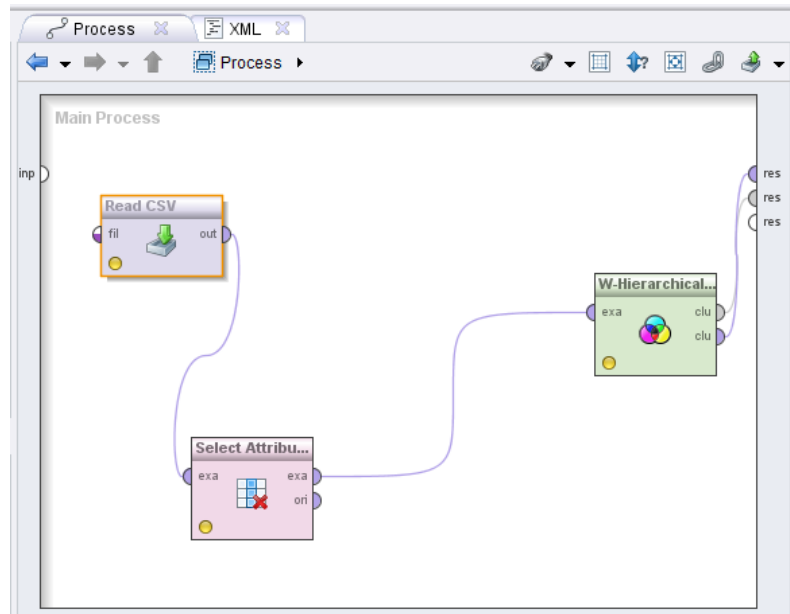 Process XML
Process
Main Process
inp
res
res
res
Read CSV
fil out
W-Hierarchical...
exa clu
clu
Select Attribu...
exa exa
ori